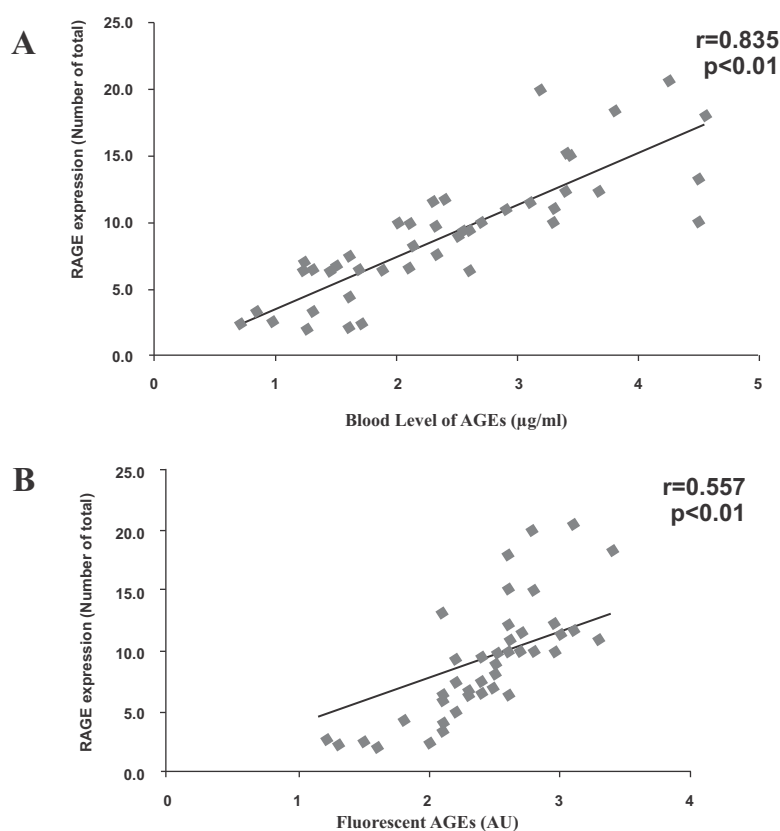 A
r=0.835
p<0.01
RAGE expression (Number of total)
25.0
20.0
15.0
10.0
5.0
0.0
0 1 2 3 4 5
Blood Level of AGEs (µg/ml)
B
r=0.557
p<0.01
RAGE expression (Number of total)
25.0
20.0
15.0
10.0
5.0
0.0
0 1 2 3 4
Fluorescent AGEs (AU)